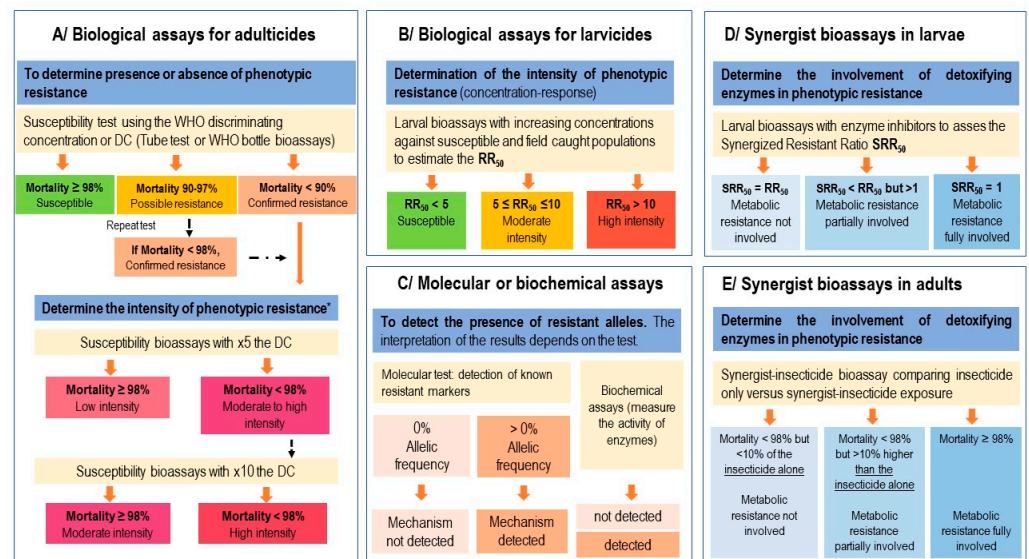 A/ Biological assays for adulticides
To determine presence or absence of phenotypic
resistance
Susceptibility test using the WHO discriminating
concentration or DC (Tube test or WHO bottle bioassays)
Mortality ≥ 98%
Susceptible
Mortality 90-97%
Possible resistance
Mortality < 90%
Confirmed resistance
Repeat test
If Mortality < 98%,
Confirmed resistance
Determine the intensity of phenotypic resistance*
Susceptibility bioassays with x5 the DC
Mortality ≥ 98%
Low intensity
Mortality < 98%
Moderate to high
intensity
Susceptibility bioassays with x10 the DC
Mortality ≥ 98%
Moderate intensity
Mortality < 98%
High intensity
B/ Biological assays for larvicides
Determination of the intensity of phenotypic
resistance (concentration-response)
Larval bioassays with increasing concentrations
against susceptible and field caught populations
to estimate the RR50
RR50 < 5
Susceptible
5 ≤ RR50 ≤10
Moderate
intensity
RR50 > 10
High intensity
C/ Molecular or biochemical assays
To detect the presence of resistant alleles. The
interpretation of the results depends on the test.
Molecular test: detection of known
resistant markers
0%
Allelic
frequency
> 0%
Allelic
frequency
Mechanism
not detected
Mechanism
detected
Biochemical
assays (measure
the activity of
enzymes)
not detected
detected
D/ Synergist bioassays in larvae
Determine the involvement of detoxifying
enzymes in phenotypic resistance
Larval bioassays with enzyme inhibitors to asses the
Synergized Resistant Ratio SRR50
SRR50 = RR50
Metabolic
resistance not
involved
SRR50 < RR50 but >1
Metabolic resistance
partially involved
SRR50 = 1
Metabolic
resistance
fully involved
E/ Synergist bioassays in adults
Determine the involvement of detoxifying
enzymes in phenotypic resistance
Synergist-insecticide bioassay comparing insecticide
only versus synergist-insecticide exposure
Mortality < 98% but
<10% of the
insecticide alone
Metabolic
resistance not
involved
Mortality < 98%
but >10% higher
than the
insecticide alone
Metabolic
resistance
partially involved
Mortality ≥ 98%
Metabolic
resistance fully
involved